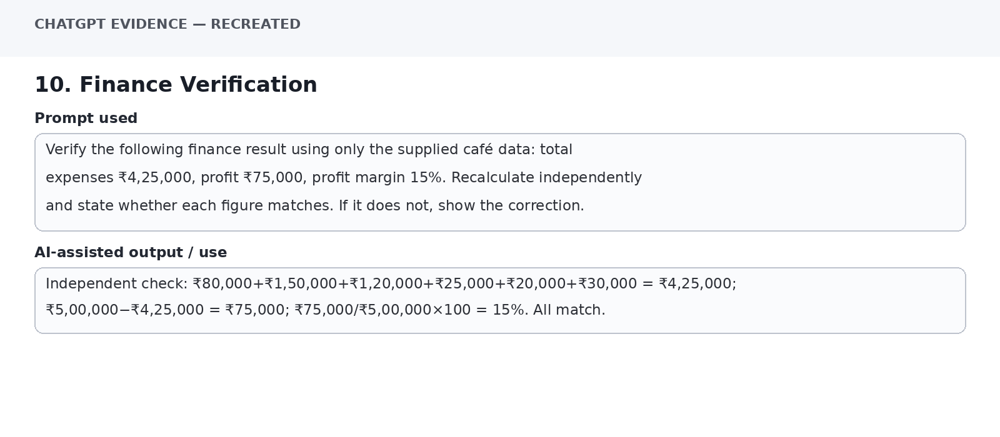 CHATGPT EVIDENCE — RECREATED
10. Finance Verification
Prompt used
Verify the following finance result using only the supplied café data: total
expenses ₹4,25,000, profit ₹75,000, profit margin 15%. Recalculate independently
and state whether each figure matches. If it does not, show the correction.
AI-assisted output / use
Independent check: ₹80,000+₹1,50,000+₹1,20,000+₹25,000+₹20,000+₹30,000 = ₹4,25,000;
₹5,00,000−₹4,25,000 = ₹75,000; ₹75,000/₹5,00,000×100 = 15%. All match.